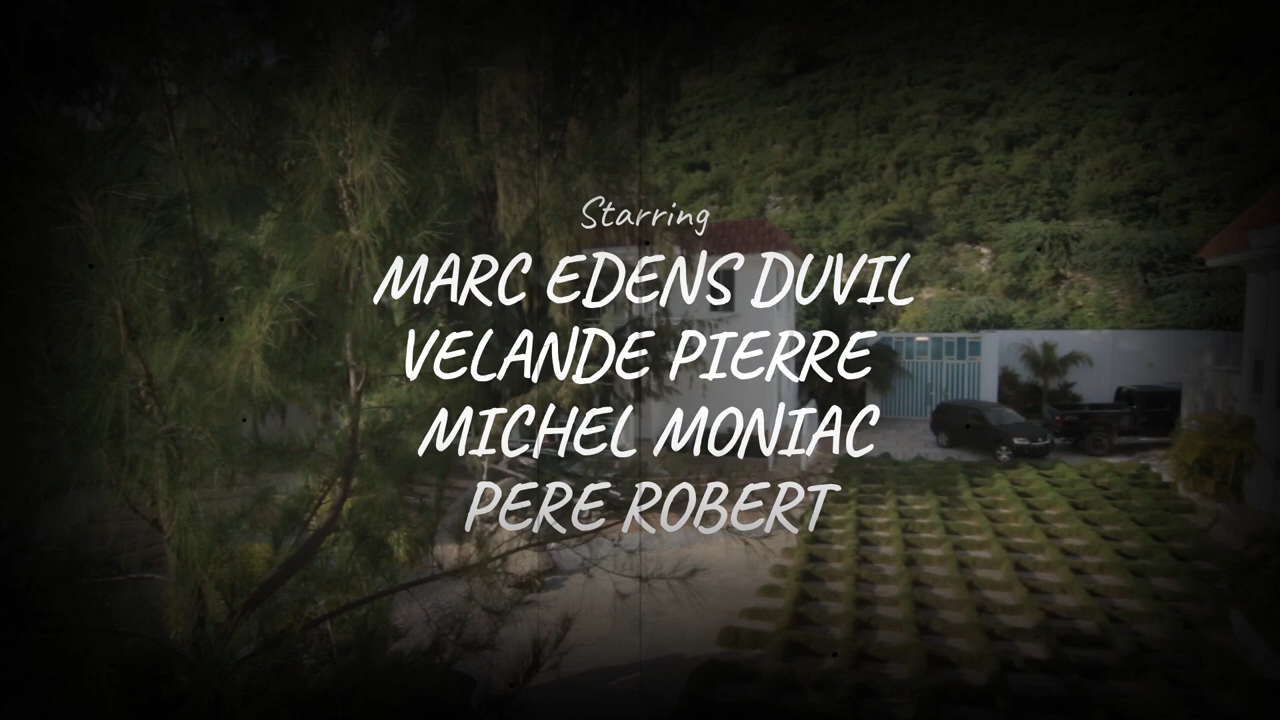 Starring
MARC EDENS DUVIL
VELANDE PIERRE
MICHEL MONIAC
PERE ROBERT